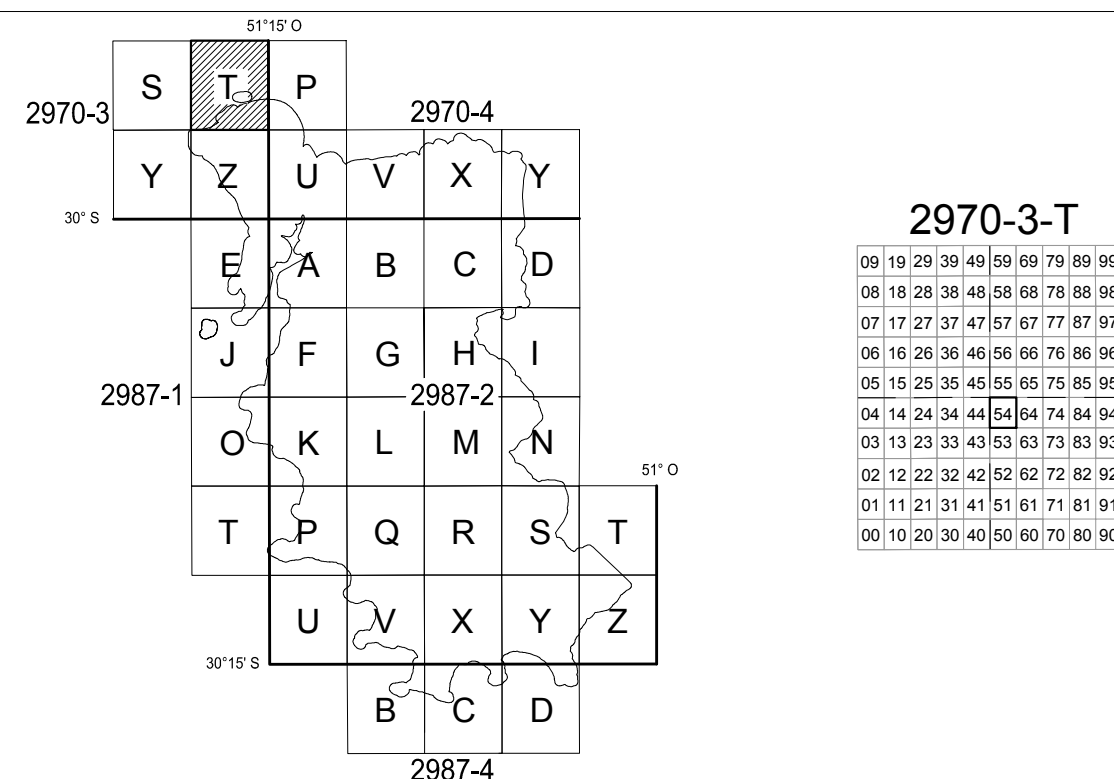 51°15' O
S T P
2970-3
2970-4
Y Z U V X Y
30° S
E A B C D
J F G H I
2987-1
2987-2
O K L M N
51° O
T P Q R S T
U V X Y Z
30°15' S
B C D
2987-4
2970-3-T
09 19 29 39 49 59 69 79 89 99
08 18 28 38 48 58 68 78 88 98
07 17 27 37 47 57 67 77 87 97
06 16 26 36 46 56 66 76 86 96
05 15 25 35 45 55 65 75 85 95
04 14 24 34 44 54 64 74 84 94
03 13 23 33 43 53 63 73 83 93
02 12 22 32 42 52 62 72 82 92
01 11 21 31 41 51 61 71 81 91
00 10 20 30 40 50 60 70 80 90